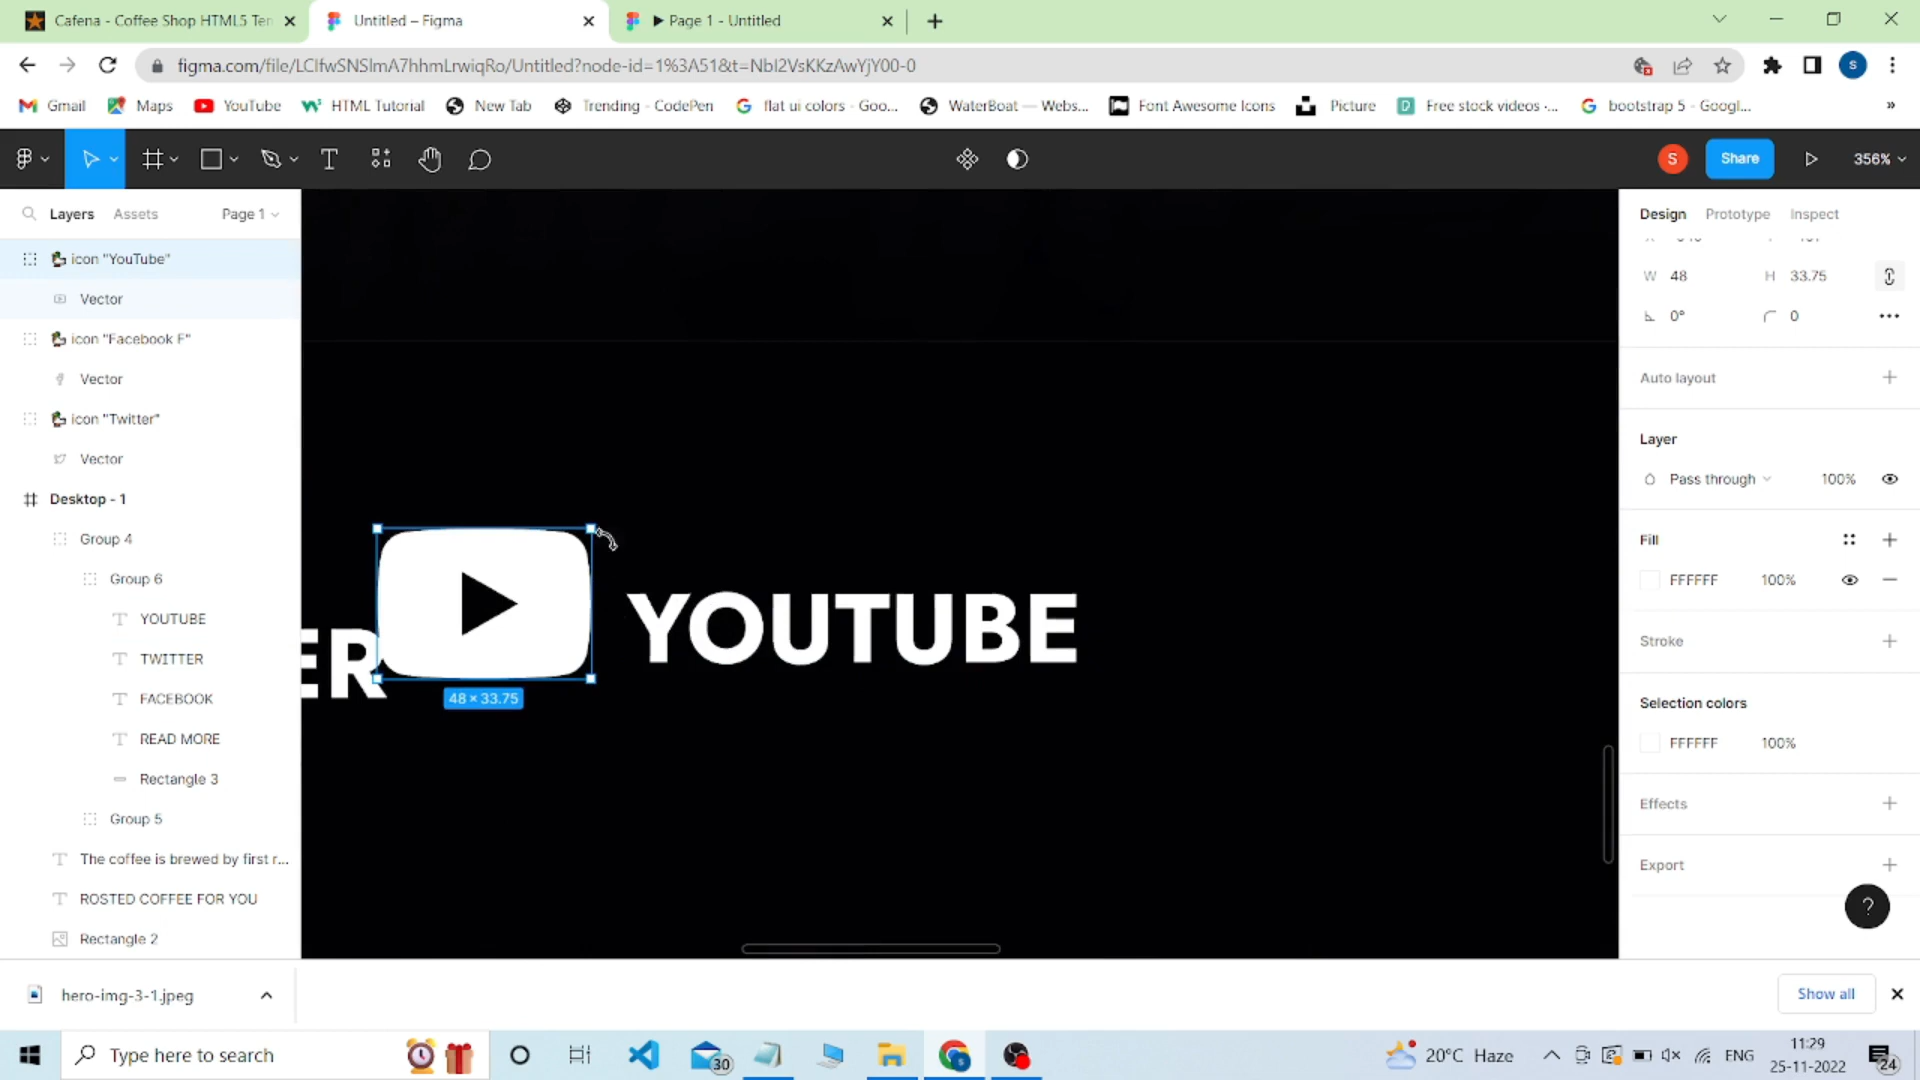 Cafena - Coffee Shop HTML5 Ten
Untitled – Figma
Page 1 - Untitled
figma.com/file/LClfwSNSlmA7hhmLrwiqRo/Untitled?node-id=1%3A51&t=NbI2VsKKzAwYjY00-0
S
Gmail
Maps
YouTube
HTML Tutorial
New Tab
Trending - CodePen
flat ui colors - Goo...
WaterBoat — Webs...
Font Awesome Icons
Picture
Free stock videos ·...
bootstrap 5 - Googl...
»
S
Share
356%
Layers
Assets
Page 1
Design
Prototype
Inspect
icon "YouTube"
Vector
icon "Facebook F"
Vector
icon "Twitter"
Vector
Desktop - 1
Group 4
Group 6
YOUTUBE
TWITTER
FACEBOOK
READ MORE
Rectangle 3
Group 5
The coffee is brewed by first r...
ROSTED COFFEE FOR YOU
Rectangle 2
ER
YOUTUBE
48 × 33.75
W 48
H 33.75
0°
0
Auto layout
Layer
Pass through
100%
Fill
FFFFFF
100%
Stroke
Selection colors
FFFFFF
100%
Effects
Export
?
hero-img-3-1.jpeg
Show all
Type here to search
30
20°C Haze
ENG
11:29
25-11-2022
24